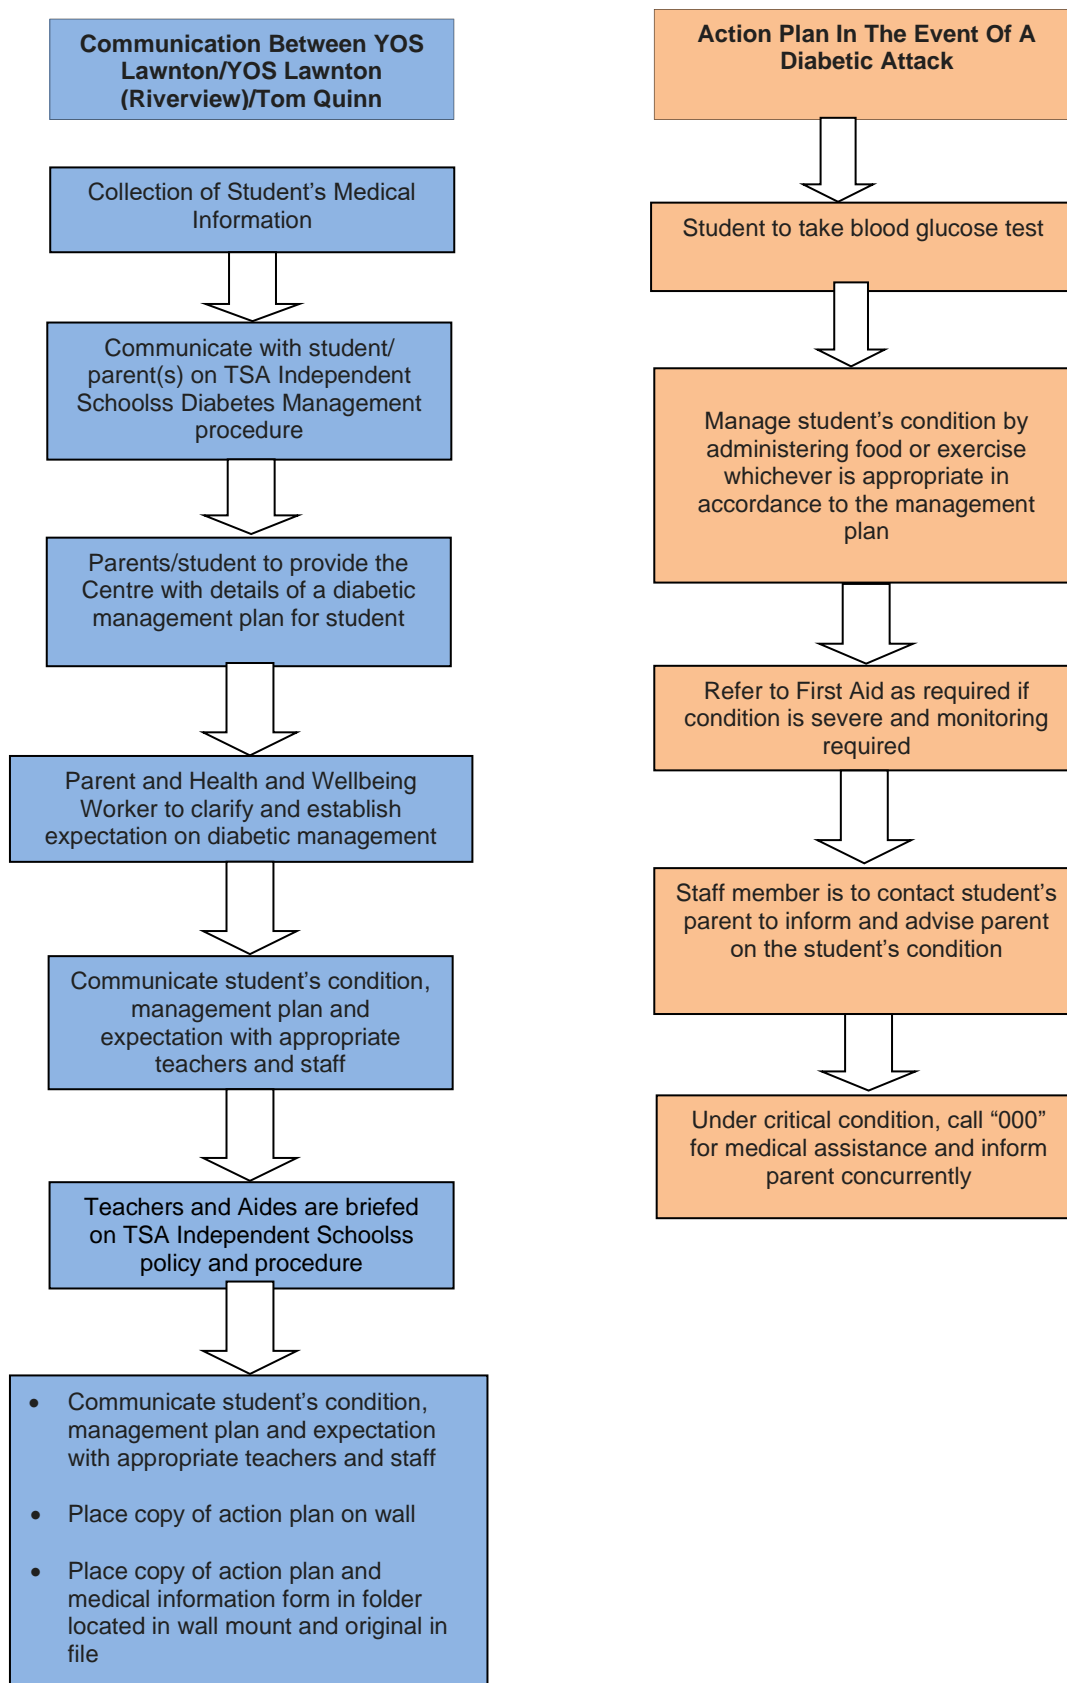 Communication Between YOS
Lawnton/YOS Lawnton
(Riverview)/Tom Quinn
Collection of Student’s Medical
Information
Communicate with student/
parent(s) on TSA Independent
Schoolss Diabetes Management
procedure
Parents/student to provide the
Centre with details of a diabetic
management plan for student
Parent and Health and Wellbeing
Worker to clarify and establish
expectation on diabetic management
Communicate student’s condition,
management plan and
expectation with appropriate
teachers and staff
Teachers and Aides are briefed
on TSA Independent Schoolss
policy and procedure
• Communicate student’s condition,
management plan and expectation
with appropriate teachers and staff
• Place copy of action plan on wall
• Place copy of action plan and
medical information form in folder
located in wall mount and original in
file
Action Plan In The Event Of A
Diabetic Attack
Student to take blood glucose test
Manage student’s condition by
administering food or exercise
whichever is appropriate in
accordance to the management
plan
Refer to First Aid as required if
condition is severe and monitoring
required
Staff member is to contact student’s
parent to inform and advise parent
on the student’s condition
Under critical condition, call “000”
for medical assistance and inform
parent concurrently